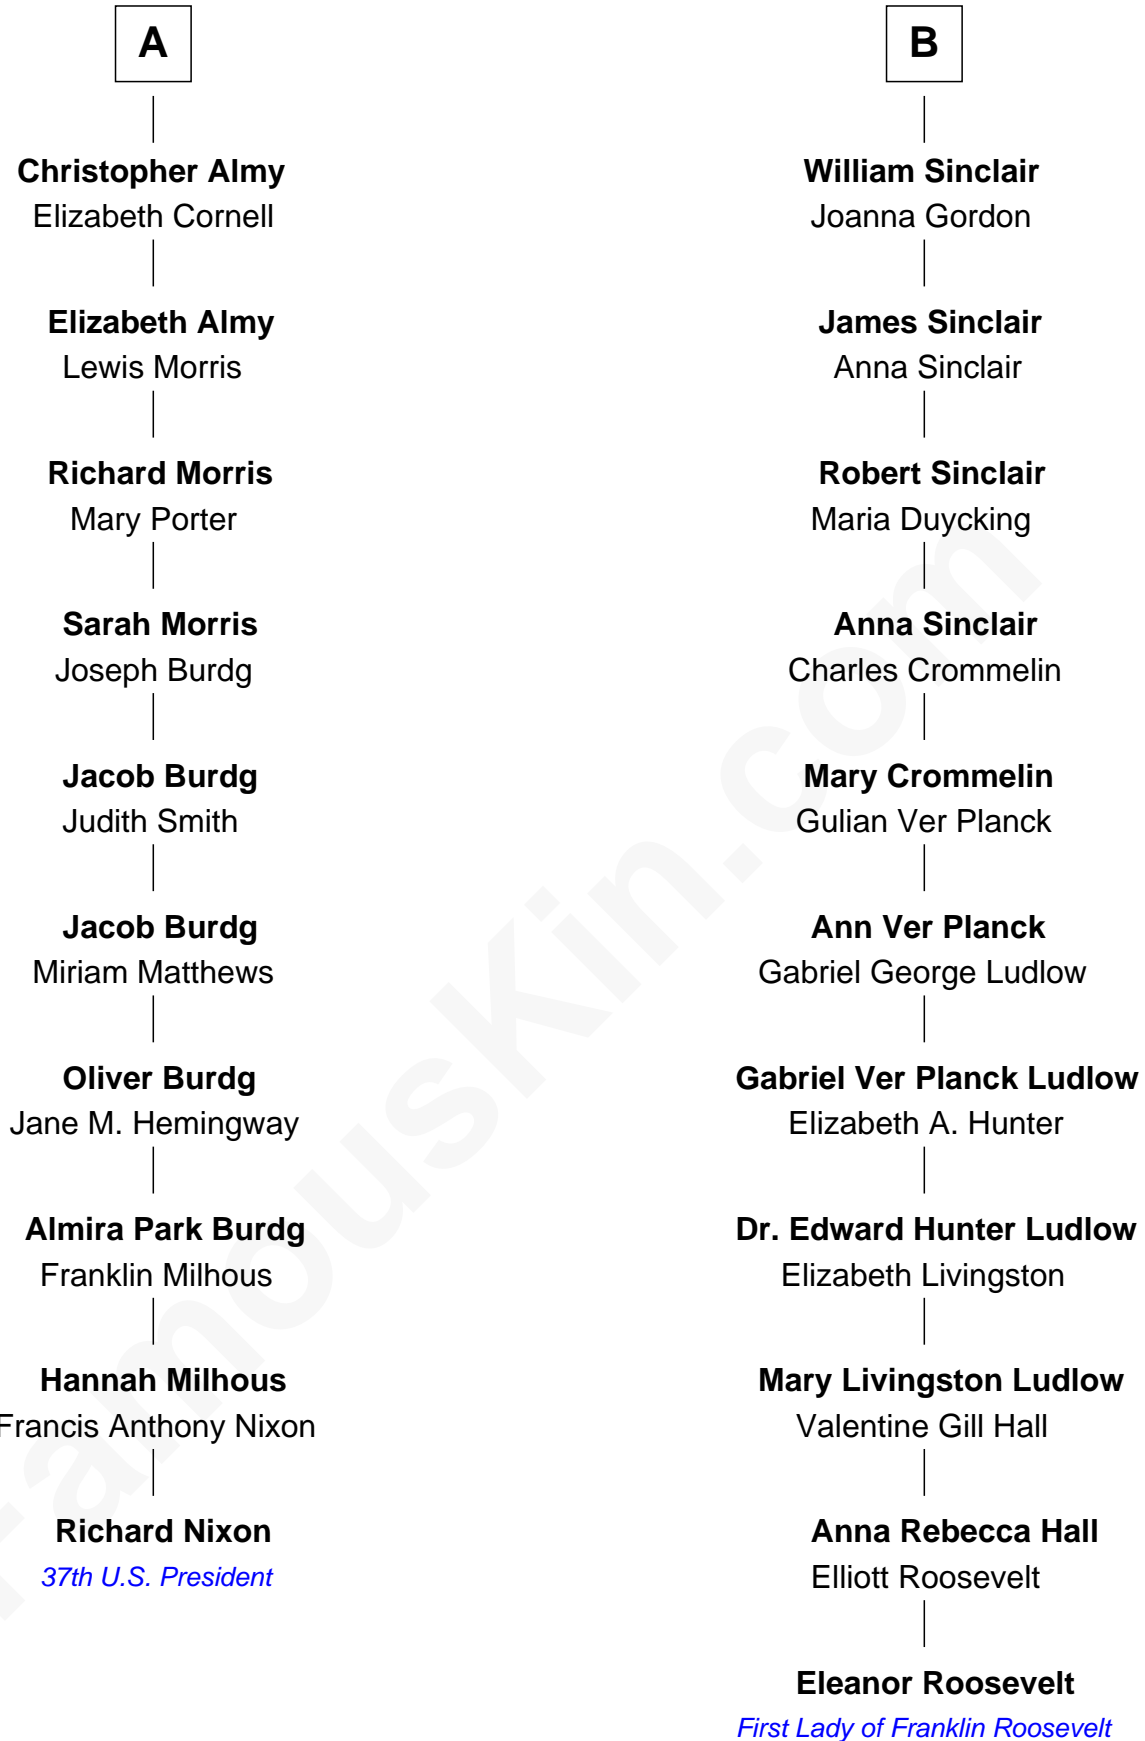 A
Christopher Almy
Elizabeth Cornell
Elizabeth Almy
Lewis Morris
Richard Morris
Mary Porter
Sarah Morris
Joseph Burdg
Jacob Burdg
Judith Smith
Jacob Burdg
Miriam Matthews
Oliver Burdg
Jane M. Hemingway
Almira Park Burdg
Franklin Milhous
Hannah Milhous
Francis Anthony Nixon
Richard Nixon
37th U.S. President
B
William Sinclair
Joanna Gordon
James Sinclair
Anna Sinclair
Robert Sinclair
Maria Duycking
Anna Sinclair
Charles Crommelin
Mary Crommelin
Gulian Ver Planck
Ann Ver Planck
Gabriel George Ludlow
Gabriel Ver Planck Ludlow
Elizabeth A. Hunter
Dr. Edward Hunter Ludlow
Elizabeth Livingston
Mary Livingston Ludlow
Valentine Gill Hall
Anna Rebecca Hall
Elliott Roosevelt
Eleanor Roosevelt
First Lady of Franklin Roosevelt
FamousKin.com